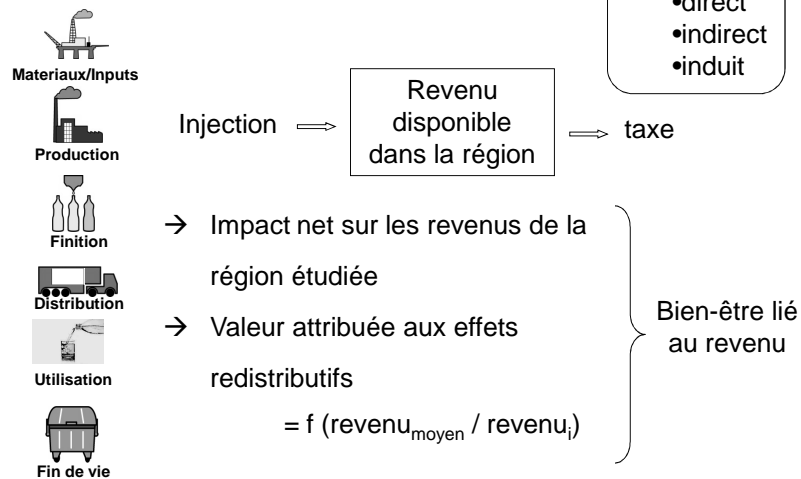 •direct
•indirect
•induit
Materiaux/Inputs
Production
Finition
Distribution
Utilisation
Fin de vie
Injection ⇒ Revenu
disponible
dans la région ⇒ taxe
→ Impact net sur les revenus de la
région étudiée
→ Valeur attribuée aux effets
redistributifs
= f (revenu_moyen / revenu_i)
Bien-être lié
au revenu